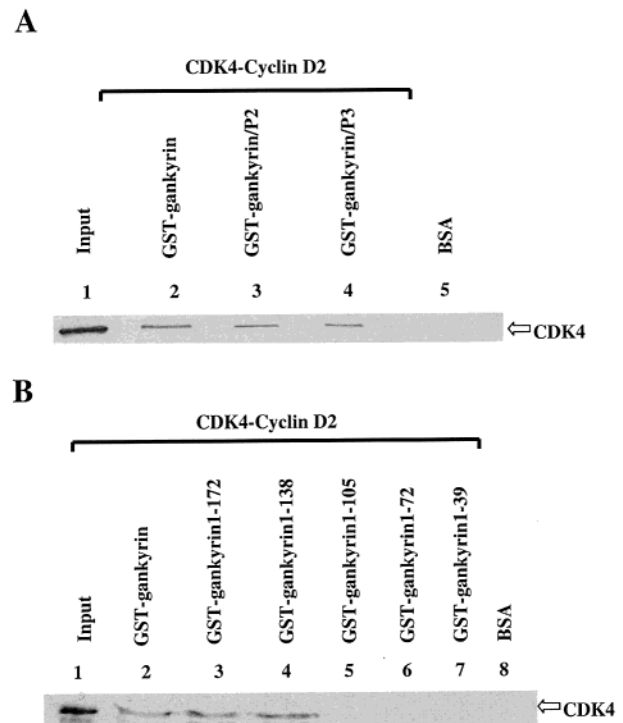 A
CDK4-Cyclin D2
Input
GST-gankyrin
GST-gankyrin/P2
GST-gankyrin/P3
BSA
1 2 3 4 5
CDK4
B
CDK4-Cyclin D2
Input
GST-gankyrin
GST-gankyrin1-172
GST-gankyrin1-138
GST-gankyrin1-105
GST-gankyrin1-72
GST-gankyrin1-39
BSA
1 2 3 4 5 6 7 8
CDK4